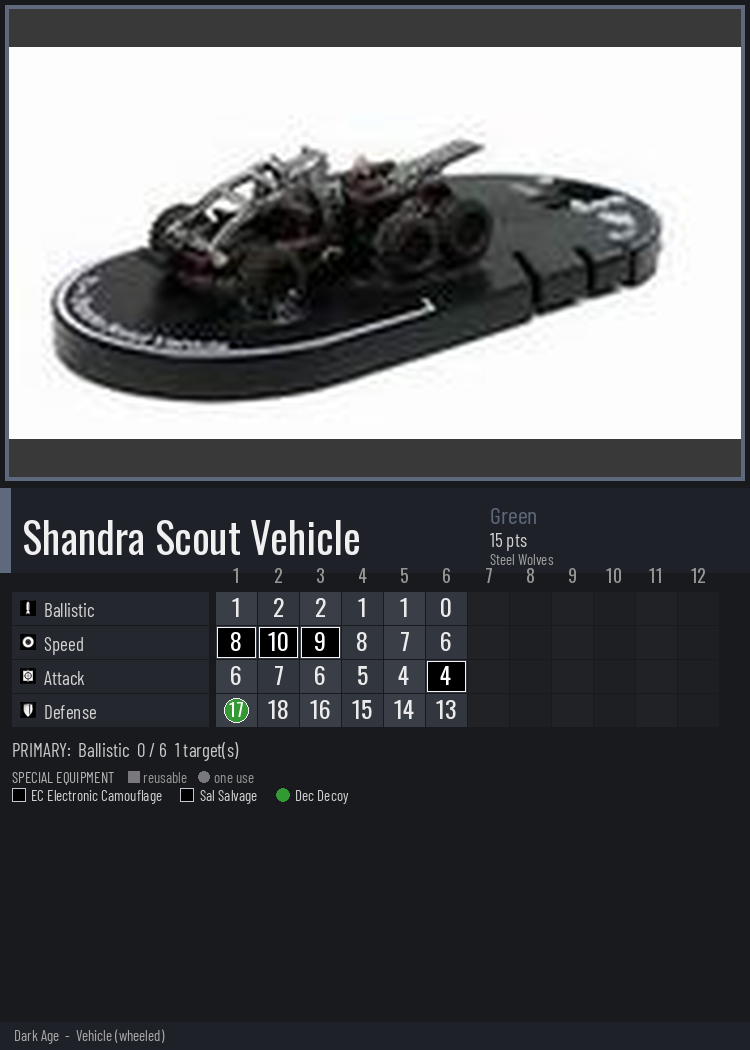 Shandra Scout Vehicle
Green
15 pts
Steel Wolves
1 2 3 4 5 6 7 8 9 10 11 12
Ballistic 1 2 2 1 1 0
Speed 8 10 9 8 7 6
Attack 6 7 6 5 4 4
Defense 17 18 16 15 14 13
PRIMARY: Ballistic 0 / 6 1 target(s)
SPECIAL EQUIPMENT reusable one use
EC Electronic Camouflage Sal Salvage Dec Decoy
Dark Age - Vehicle (wheeled)